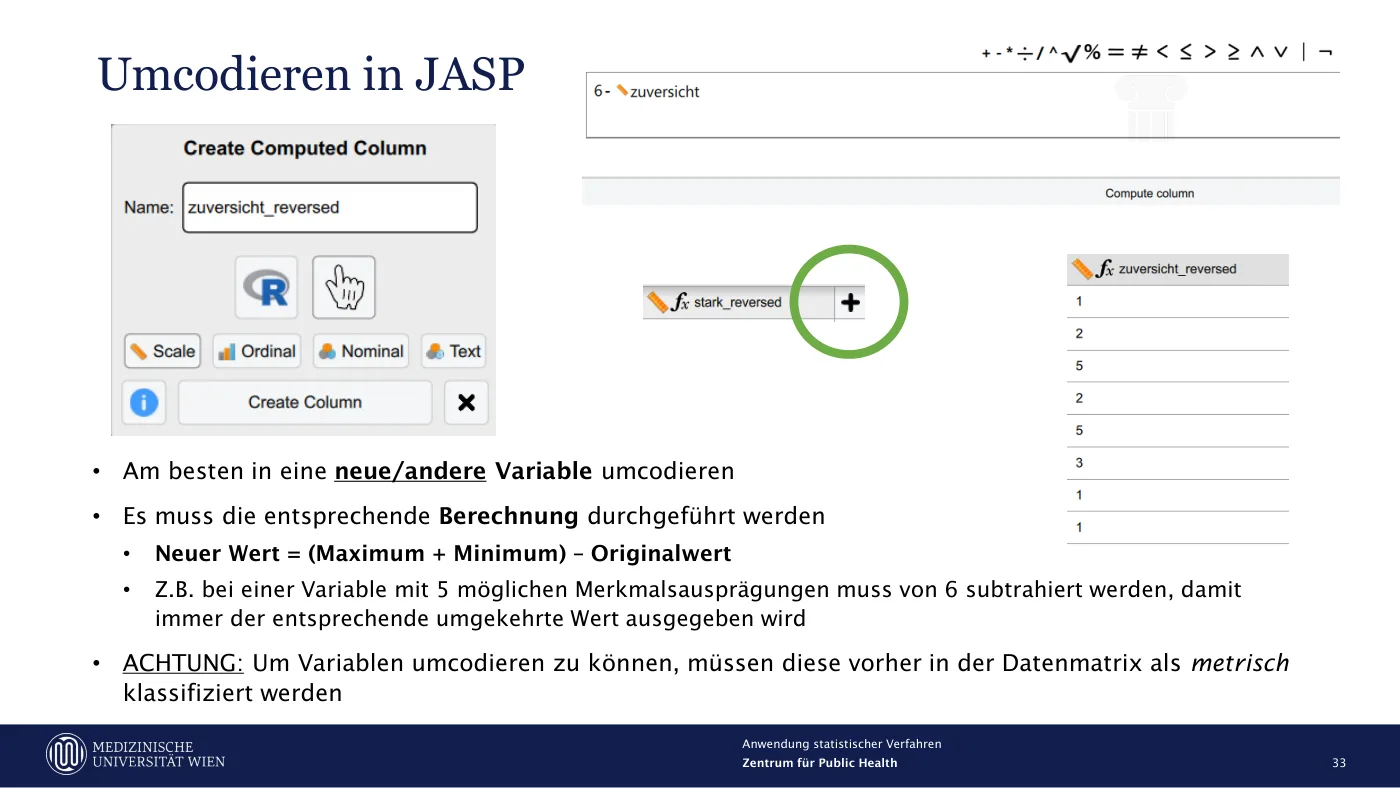 Umcodieren in JASP
+ - * ÷ / ^ √ % = ≠ < ≤ > ≥ ∧ ∨ | ¬
6 - zuversicht
Compute column
Create Computed Column
Name: zuversicht_reversed
R
Scale Ordinal Nominal Text
i Create Column ×
fx stark_reversed +
fx zuversicht_reversed
1
2
5
2
5
3
1
1
• Am besten in eine neue/andere Variable umcodieren
• Es muss die entsprechende Berechnung durchgeführt werden
• Neuer Wert = (Maximum + Minimum) – Originalwert
• Z.B. bei einer Variable mit 5 möglichen Merkmalsausprägungen muss von 6 subtrahiert werden, damit
immer der entsprechende umgekehrte Wert ausgegeben wird
• ACHTUNG: Um Variablen umcodieren zu können, müssen diese vorher in der Datenmatrix als metrisch
klassifiziert werden
MEDIZINISCHE
UNIVERSITÄT WIEN
Anwendung statistischer Verfahren
Zentrum für Public Health
33